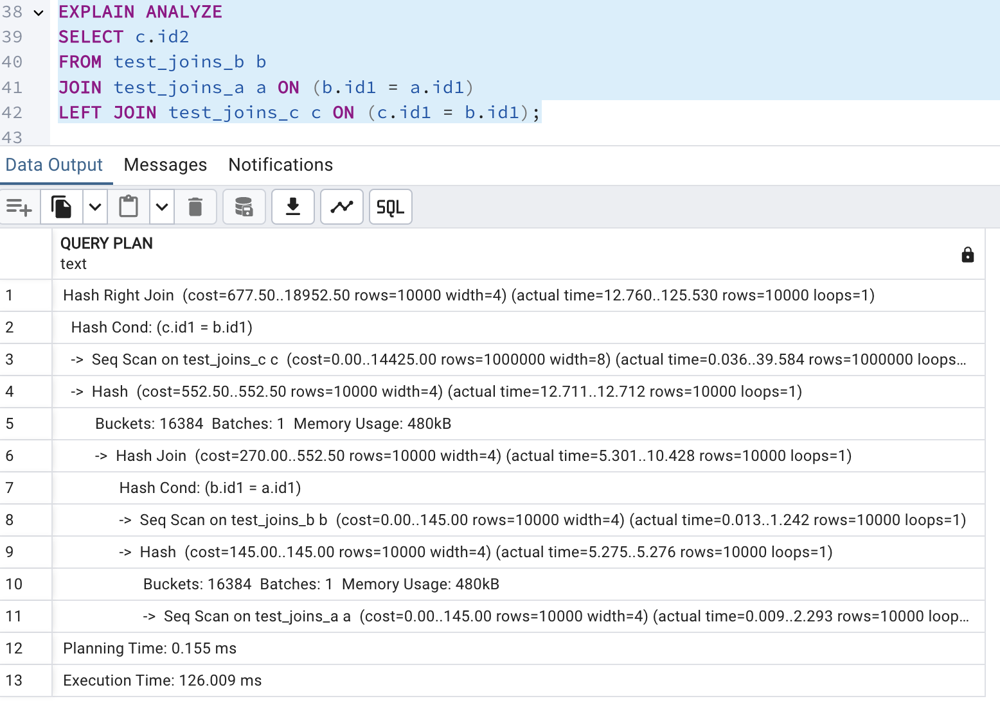 38 EXPLAIN ANALYZE
39 SELECT c.id2
40 FROM test_joins_b b
41 JOIN test_joins_a a ON (b.id1 = a.id1)
42 LEFT JOIN test_joins_c c ON (c.id1 = b.id1);
43
Data Output Messages Notifications
SQL
QUERY PLAN
text
1 Hash Right Join (cost=677.50..18952.50 rows=10000 width=4) (actual time=12.760..125.530 rows=10000 loops=1)
2 Hash Cond: (c.id1 = b.id1)
3 -> Seq Scan on test_joins_c c (cost=0.00..14425.00 rows=1000000 width=8) (actual time=0.036..39.584 rows=1000000 loops...
4 -> Hash (cost=552.50..552.50 rows=10000 width=4) (actual time=12.711..12.712 rows=10000 loops=1)
5 Buckets: 16384 Batches: 1 Memory Usage: 480kB
6 -> Hash Join (cost=270.00..552.50 rows=10000 width=4) (actual time=5.301..10.428 rows=10000 loops=1)
7 Hash Cond: (b.id1 = a.id1)
8 -> Seq Scan on test_joins_b b (cost=0.00..145.00 rows=10000 width=4) (actual time=0.013..1.242 rows=10000 loops=1)
9 -> Hash (cost=145.00..145.00 rows=10000 width=4) (actual time=5.275..5.276 rows=10000 loops=1)
10 Buckets: 16384 Batches: 1 Memory Usage: 480kB
11 -> Seq Scan on test_joins_a a (cost=0.00..145.00 rows=10000 width=4) (actual time=0.009..2.293 rows=10000 loop...
12 Planning Time: 0.155 ms
13 Execution Time: 126.009 ms